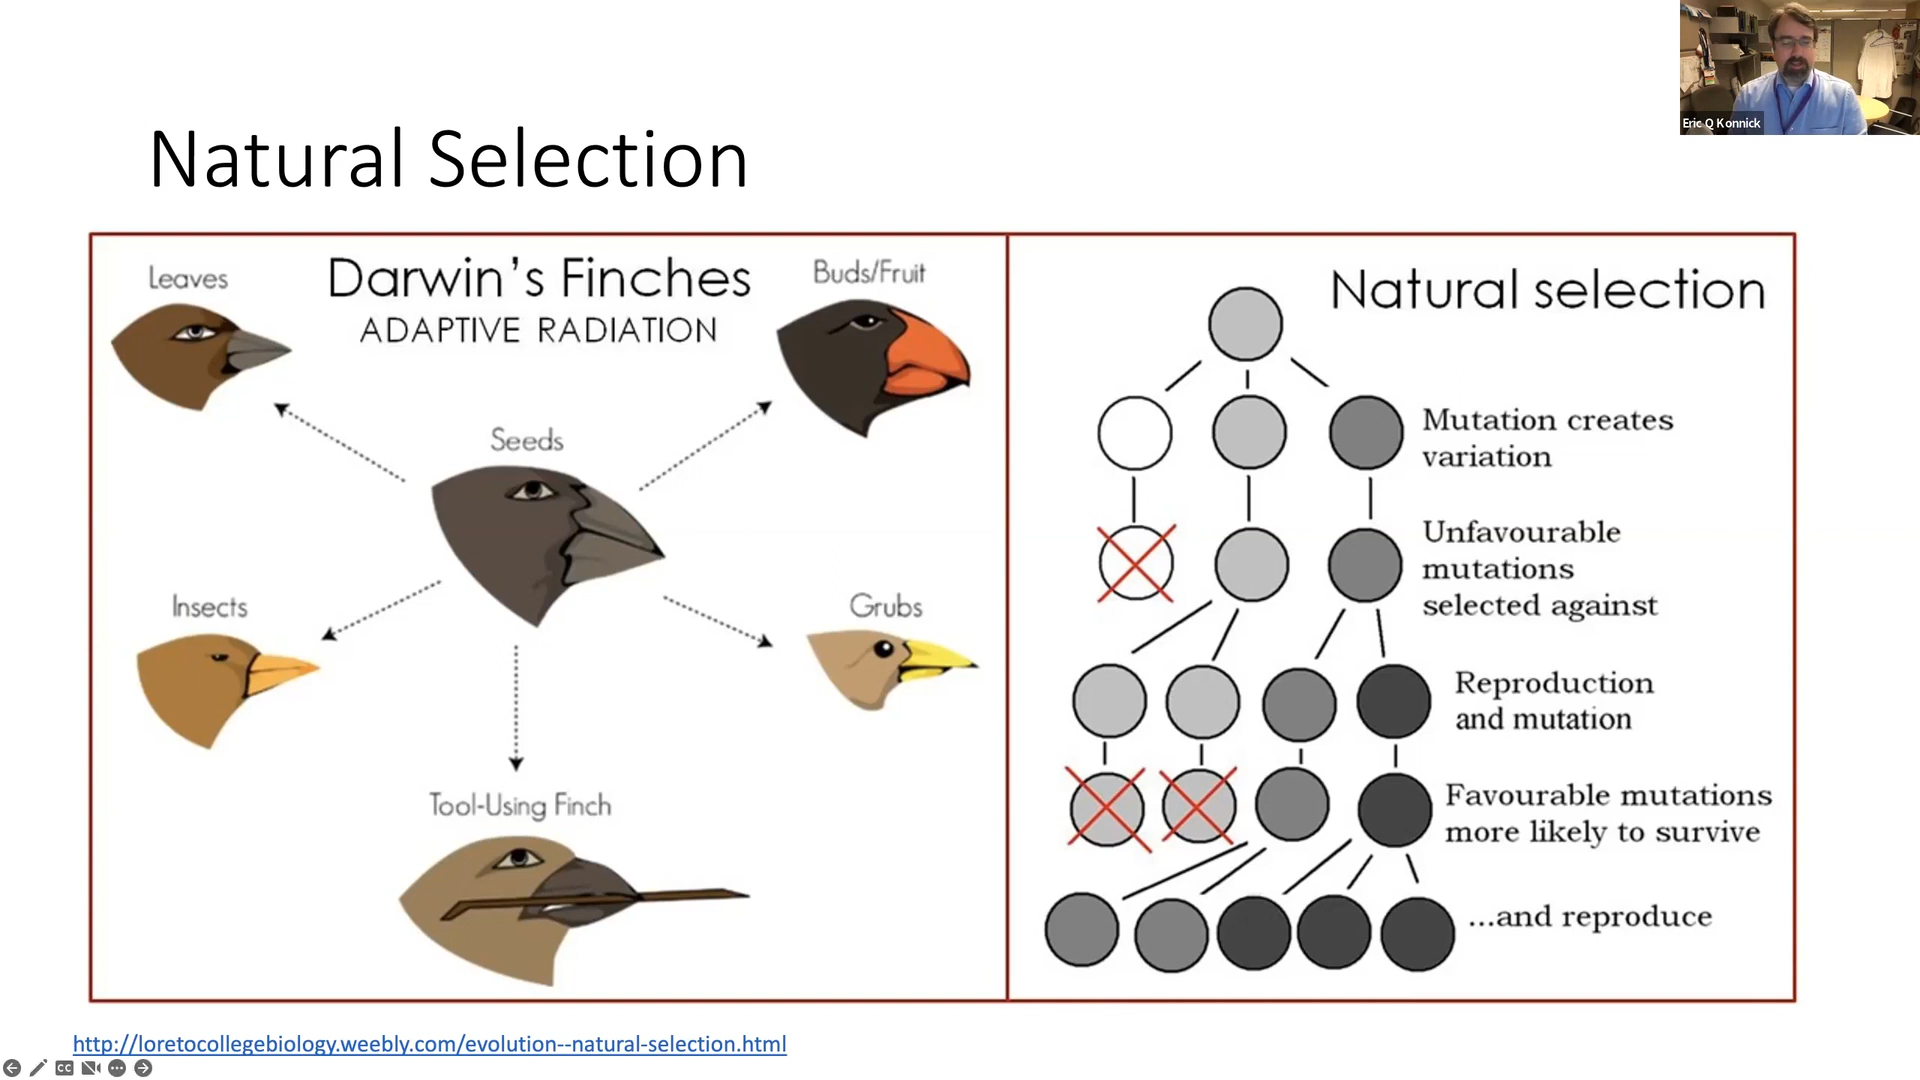 Eric Q Konnick
Natural Selection
Darwin's Finches
ADAPTIVE RADIATION
Leaves
Buds/Fruit
Seeds
Insects
Grubs
Tool-Using Finch
Natural selection
Mutation creates
variation
Unfavourable
mutations
selected against
Reproduction
and mutation
Favourable mutations
more likely to survive
...and reproduce
http://loretocollegebiology.weebly.com/evolution--natural-selection.html
CC